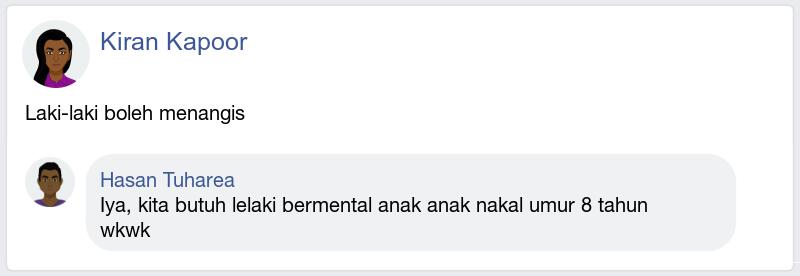 Kiran Kapoor
Laki-laki boleh menangis
Hasan Tuharea
Iya, kita butuh lelaki bermental anak anak nakal umur 8 tahun
wkwk